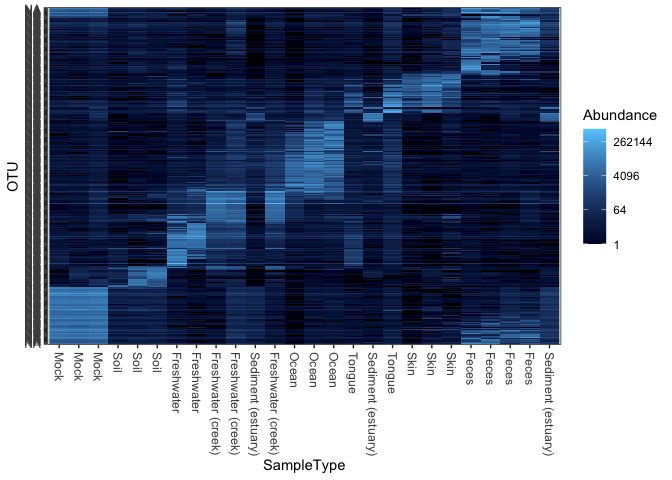 Abundance
262144
4096
64
1
OTU
Mock
Mock
Mock
Soil
Soil
Soil
Freshwater
Freshwater
Freshwater (creek)
Freshwater (creek)
Sediment (estuary)
Freshwater (creek)
Ocean
Ocean
Ocean
Tongue
Sediment (estuary)
Tongue
Skin
Skin
Skin
Feces
Feces
Feces
Feces
Sediment (estuary)
SampleType